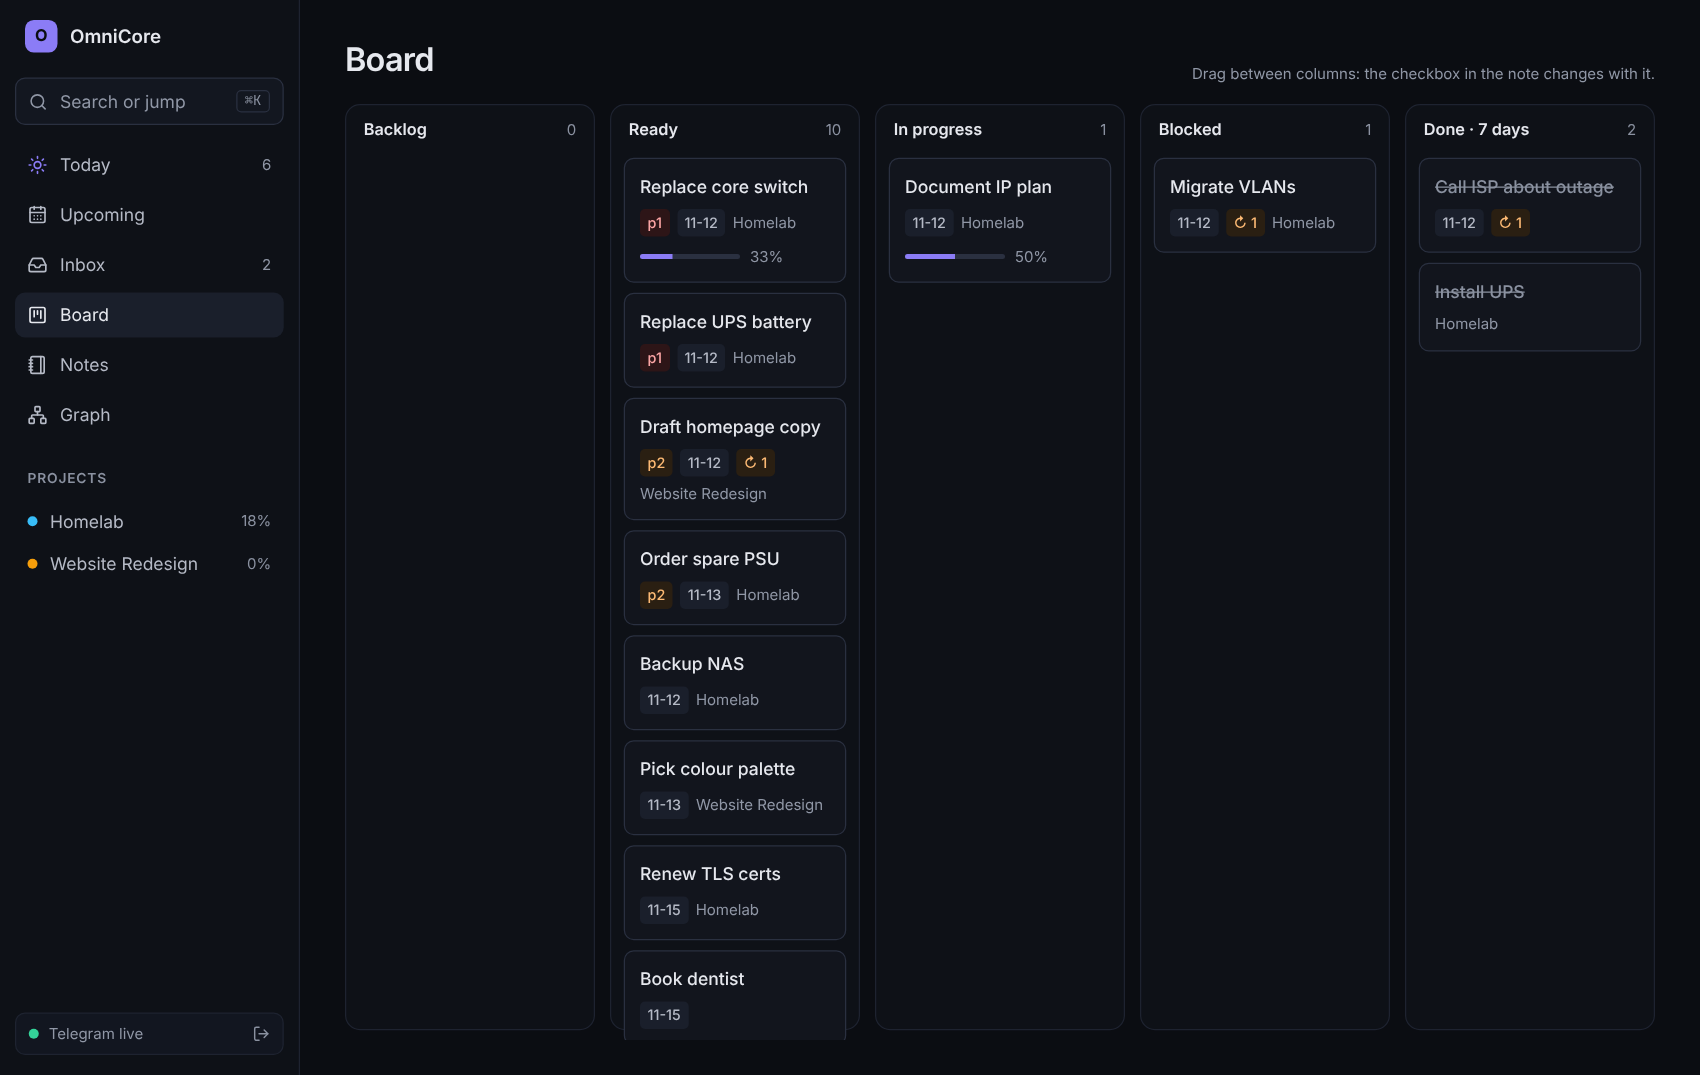 O OmniCore
Search or jump ⌘K
Today 6
Upcoming
Inbox 2
Board
Notes
Graph
PROJECTS
Homelab 18%
Website Redesign 0%
Telegram live
Board
Drag between columns: the checkbox in the note changes with it.
Backlog 0
Ready 10
Replace core switch
p1 11-12 Homelab
33%
Replace UPS battery
p1 11-12 Homelab
Draft homepage copy
p2 11-12 ↻ 1
Website Redesign
Order spare PSU
p2 11-13 Homelab
Backup NAS
11-12 Homelab
Pick colour palette
11-13 Website Redesign
Renew TLS certs
11-15 Homelab
Book dentist
11-15
In progress 1
Document IP plan
11-12 Homelab
50%
Blocked 1
Migrate VLANs
11-12 ↻ 1 Homelab
Done · 7 days 2
Call ISP about outage
11-12 ↻ 1
Install UPS
Homelab